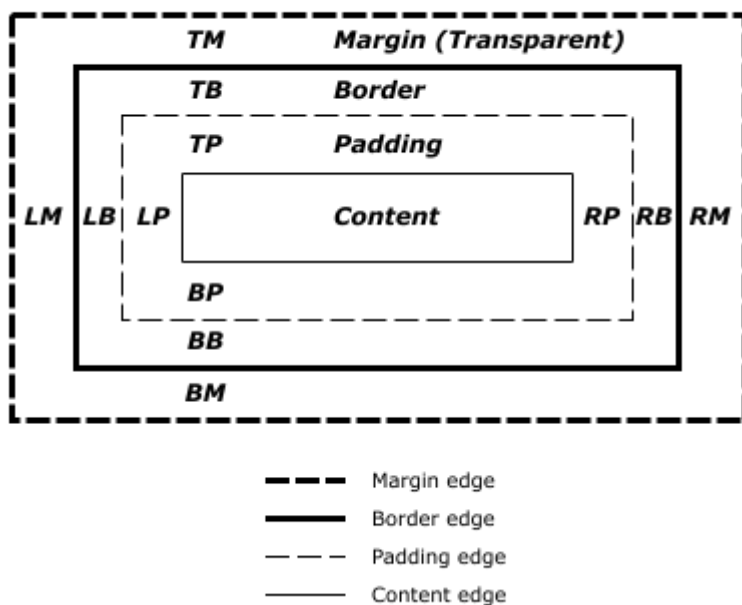 TM Margin (Transparent)
TB Border
TP Padding
LM LB LP Content RP RB RM
BP
BB
BM
Margin edge
Border edge
Padding edge
Content edge